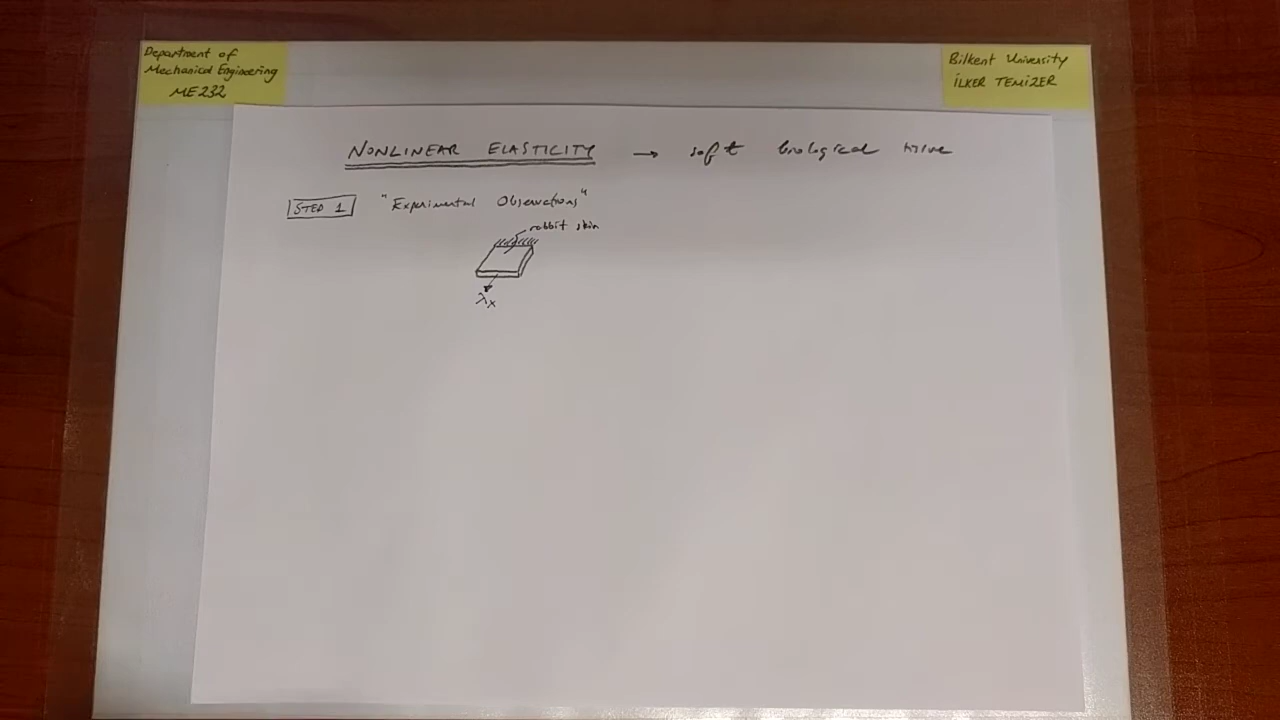 Department of
Mechanical Engineering
ME232
Bilkent University
İLKER TEMİZER
NONLINEAR ELASTICITY → soft biological tissue
STEP 1 "Experimental Observations"
rabbit skin
λx